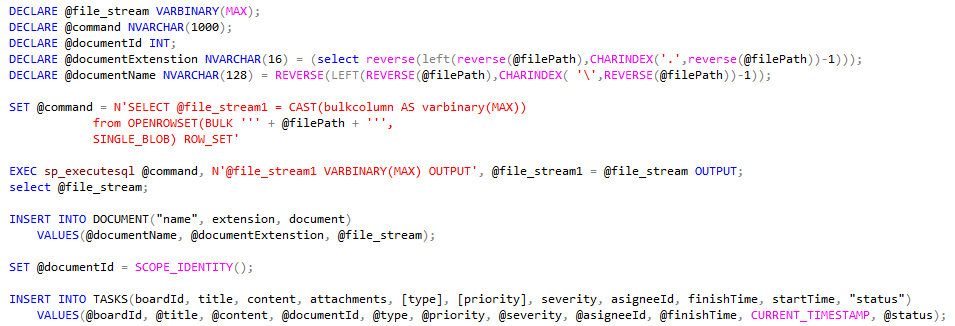 DECLARE @file_stream VARBINARY(MAX);
DECLARE @command NVARCHAR(1000);
DECLARE @documentId INT;
DECLARE @documentExtenstion NVARCHAR(16) = (select reverse(left(reverse(@filePath),CHARINDEX('.',reverse(@filePath))-1)));
DECLARE @documentName NVARCHAR(128) = REVERSE(LEFT(REVERSE(@filePath),CHARINDEX( '\',REVERSE(@filePath))-1));
SET @command = N'SELECT @file_stream1 = CAST(bulkcolumn AS varbinary(MAX))
from OPENROWSET(BULK ''' + @filePath + ''',
SINGLE_BLOB) ROW_SET'
EXEC sp_executesql @command, N'@file_stream1 VARBINARY(MAX) OUTPUT', @file_stream1 = @file_stream OUTPUT;
select @file_stream;
INSERT INTO DOCUMENT("name", extension, document)
VALUES(@documentName, @documentExtenstion, @file_stream);
SET @documentId = SCOPE_IDENTITY();
INSERT INTO TASKS(boardId, title, content, attachments, [type], [priority], severity, asigneeId, finishTime, startTime, "status")
VALUES(@boardId, @title, @content, @documentId, @type, @priority, @severity, @asigneeId, @finishTime, CURRENT_TIMESTAMP, @status);